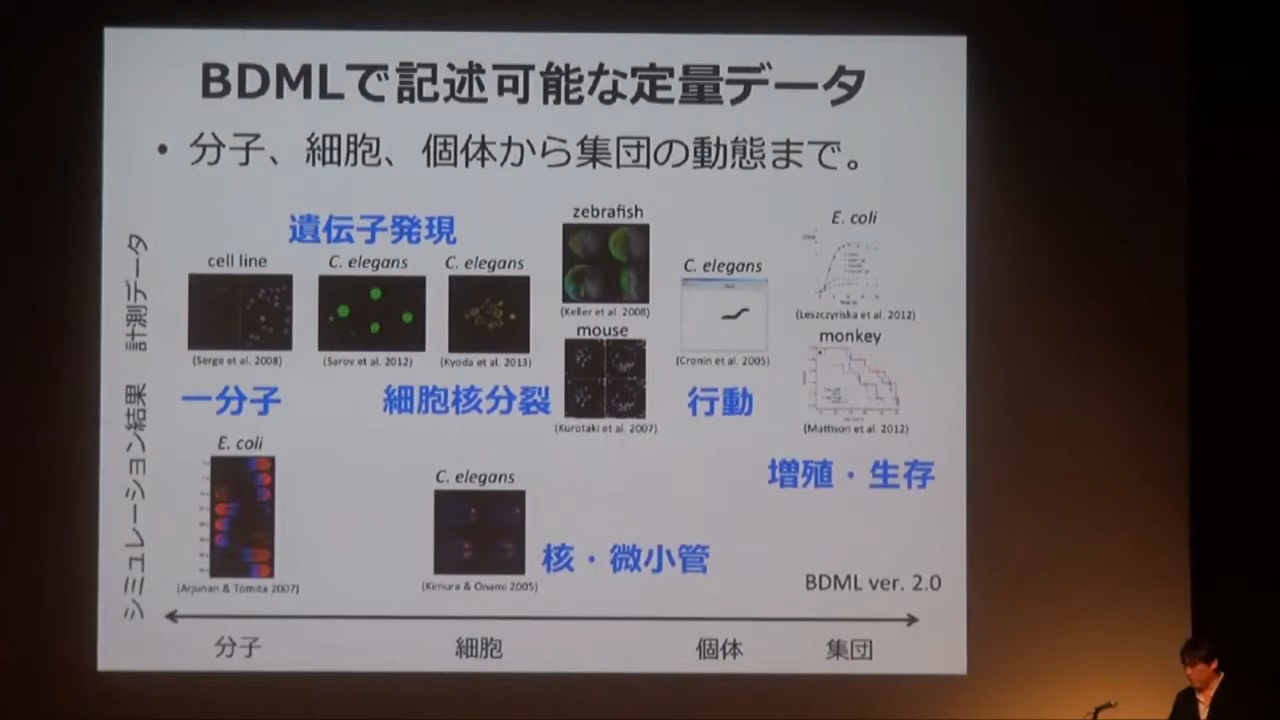 BDMLで記述可能な定量データ
• 分子、細胞、個体から集団の動態まで。
計測データ
シミュレーション結果
遺伝子発現
cell line
(Serge et al. 2008)
C. elegans
(Sarov et al. 2012)
C. elegans
(Kyoda et al. 2013)
zebrafish
(Keller et al. 2008)
mouse
(Kurotaki et al. 2007)
C. elegans
(Cronin et al. 2005)
E. coli
(Leszczyriska et al. 2012)
monkey
(Mattison et al. 2012)
一分子
細胞核分裂
行動
増殖・生存
E. coli
(Arjunan & Tomita 2007)
C. elegans
(Kimura & Onami 2005)
核・微小管
BDML ver. 2.0
分子
細胞
個体
集団